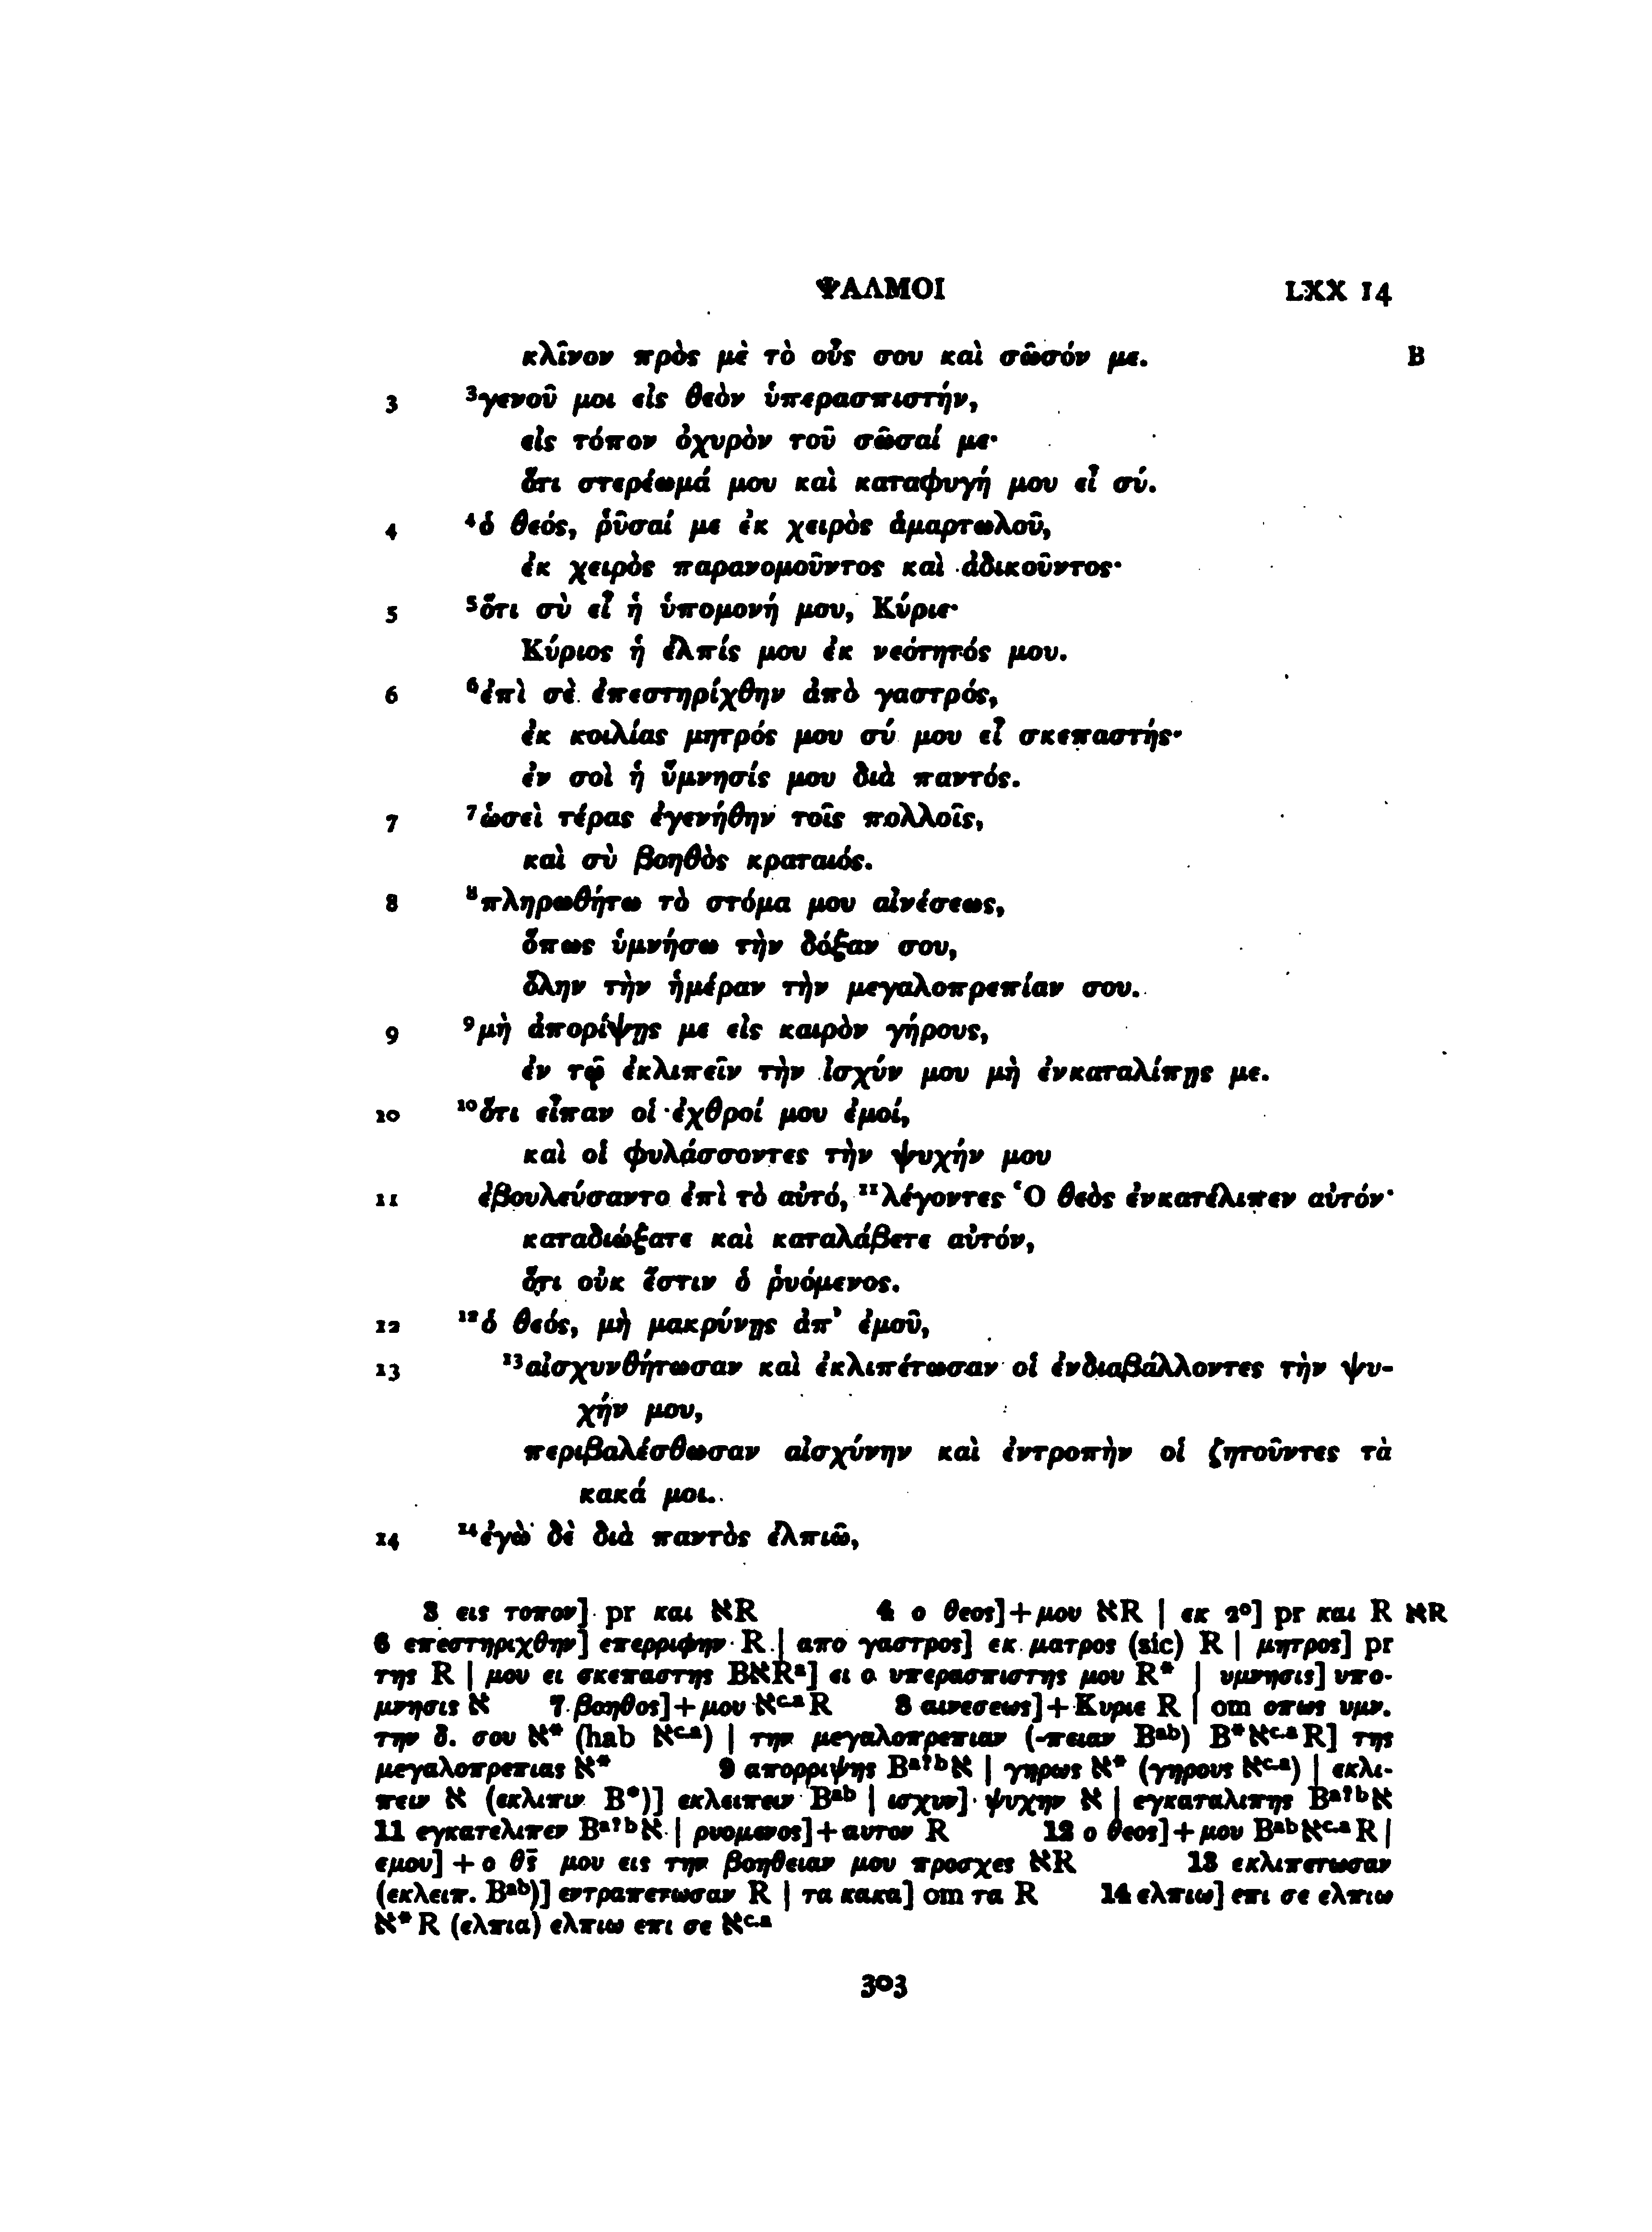 ΨΑΛΜΟΙ LXX 14
κλῖνον πρὸς μὲ τὸ οὖς σου καὶ σῶσόν με. B
3 ³γενοῦ μοι εἰς θεὸν ὑπερασπιστήν,
εἰς τόπον ὀχυρὸν τοῦ σῶσαί με·
ὅτι στερέωμά μου καὶ καταφυγή μου εἶ σύ.
4 ⁴ὁ θεός, ῥῦσαί με ἐκ χειρὸς ἁμαρτωλοῦ,
ἐκ χειρὸς παρανομοῦντος καὶ ἀδικοῦντος·
5 ⁵ὅτι σὺ εἶ ἡ ὑπομονή μου, Κύριε·
Κύριος ἡ ἐλπίς μου ἐκ νεότητός μου.
6 ⁶ἐπὶ σὲ ἐπεστηρίχθην ἀπὸ γαστρός,
ἐκ κοιλίας μητρός μου σύ μου εἶ σκεπαστής·
ἐν σοὶ ἡ ὕμνησίς μου διὰ παντός.
7 ⁷ὡσεὶ τέρας ἐγενήθην τοῖς πολλοῖς,
καὶ σὺ βοηθὸς κραταιός.
8 ⁸πληρωθήτω τὸ στόμα μου αἰνέσεως,
ὅπως ὑμνήσω τὴν δόξαν σου,
ὅλην τὴν ἡμέραν τὴν μεγαλοπρεπίαν σου.
9 ⁹μὴ ἀπορίψῃς με εἰς καιρὸν γήρους,
ἐν τῷ ἐκλιπεῖν τὴν ἰσχύν μου μὴ ἐνκαταλίπῃς με.
10 ¹⁰ὅτι εἶπαν οἱ ἐχθροί μου ἐμοί,
καὶ οἱ φυλάσσοντες τὴν ψυχήν μου
11 ἐβουλεύσαντο ἐπὶ τὸ αὐτό, ¹¹λέγοντες Ὁ θεὸς ἐνκατέλιπεν αὐτόν·
καταδιώξατε καὶ καταλάβετε αὐτόν,
ὅτι οὐκ ἔστιν ὁ ῥυόμενος.
12 ¹²ὁ θεός, μὴ μακρύνῃς ἀπ' ἐμοῦ,
13 ¹³αἰσχυνθήτωσαν καὶ ἐκλιπέτωσαν οἱ ἐνδιαβάλλοντες τὴν ψυ-
χήν μου,
περιβαλέσθωσαν αἰσχύνην καὶ ἐντροπὴν οἱ ζητοῦντες τὰ
κακά μοι.
14 ¹⁴ἐγὼ δὲ διὰ παντὸς ἐλπιῶ,
3 εις τοπον] pr και אR 4 ο θεος]+μου אR | εκ 2°] pr και R אR
6 επεστηριχθην] επερριφην R | απο γαστρος] εκ ματρος (sic) R | μητρος] pr
της R | μου ει σκεπαστης BאRᵃ] ει ο υπερασπιστης μου R* | υμνησις] υπο-
μνησις א 7 βοηθος]+μου אᶜ·ᵃR 8 αινεσεως]+Κυριε R | om οπως υμν.
την δ. σου א* (hab אᶜ·ᵃ) | την μεγαλοπρεπιαν (-πειαν Bᵃᵇ) B*אᶜ·ᵃR] της
μεγαλοπρεπιας א* 9 απορριψης Bᵃ?ᵇא | γηρως א* (γηρους אᶜ·ᵃ) | εκλι-
πειν א (εκλιπιν B*)] εκλειπειν Bᵃᵇ | ισχυν] ψυχην א | εγκαταλιπης Bᵃ?ᵇא
11 εγκατελιπεν Bᵃ?ᵇא | ρυομενος]+αυτον R 12 ο θεος]+μου Bᵃᵇאᶜ·ᵃR |
εμου] + ο θ̅ς̅ μου εις την βοηθειαν μου προσχες אR 13 εκλιπετωσαν
(εκλειπ. Bᵃᵇ)] εντραπετωσαν R | τα κακα] om τα R 14 ελπιω] επι σε ελπιω
א*R (ελπια) ελπιω επι σε אᶜ·ᵃ
303